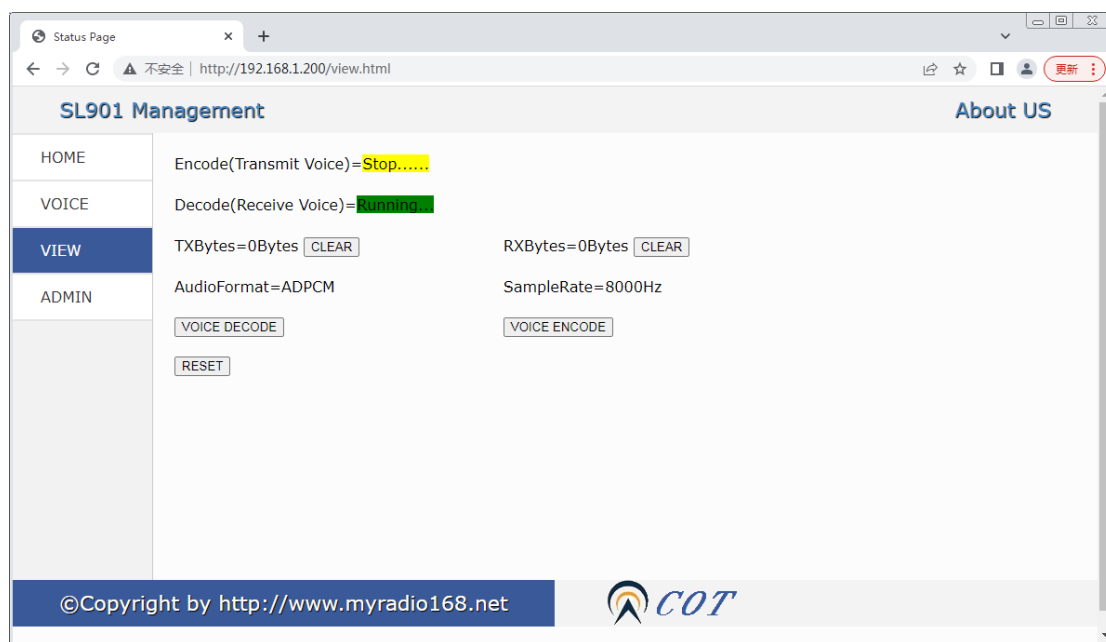 Status Page
不安全 | http://192.168.1.200/view.html
更新
SL901 Management
About US
HOME
VOICE
VIEW
ADMIN
Encode(Transmit Voice)=Stop......
Decode(Receive Voice)=Running...
TXBytes=0Bytes CLEAR
RXBytes=0Bytes CLEAR
AudioFormat=ADPCM
SampleRate=8000Hz
VOICE DECODE
VOICE ENCODE
RESET
©Copyright by http://www.myradio168.net
COT